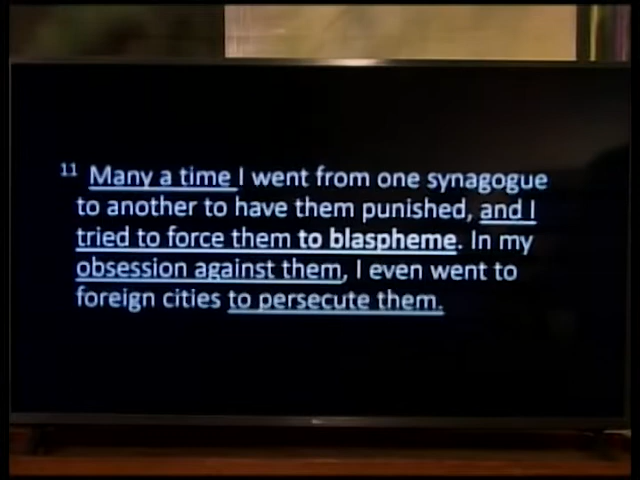 11 Many a time I went from one synagogue
to another to have them punished, and I
tried to force them to blaspheme. In my
obsession against them, I even went to
foreign cities to persecute them.